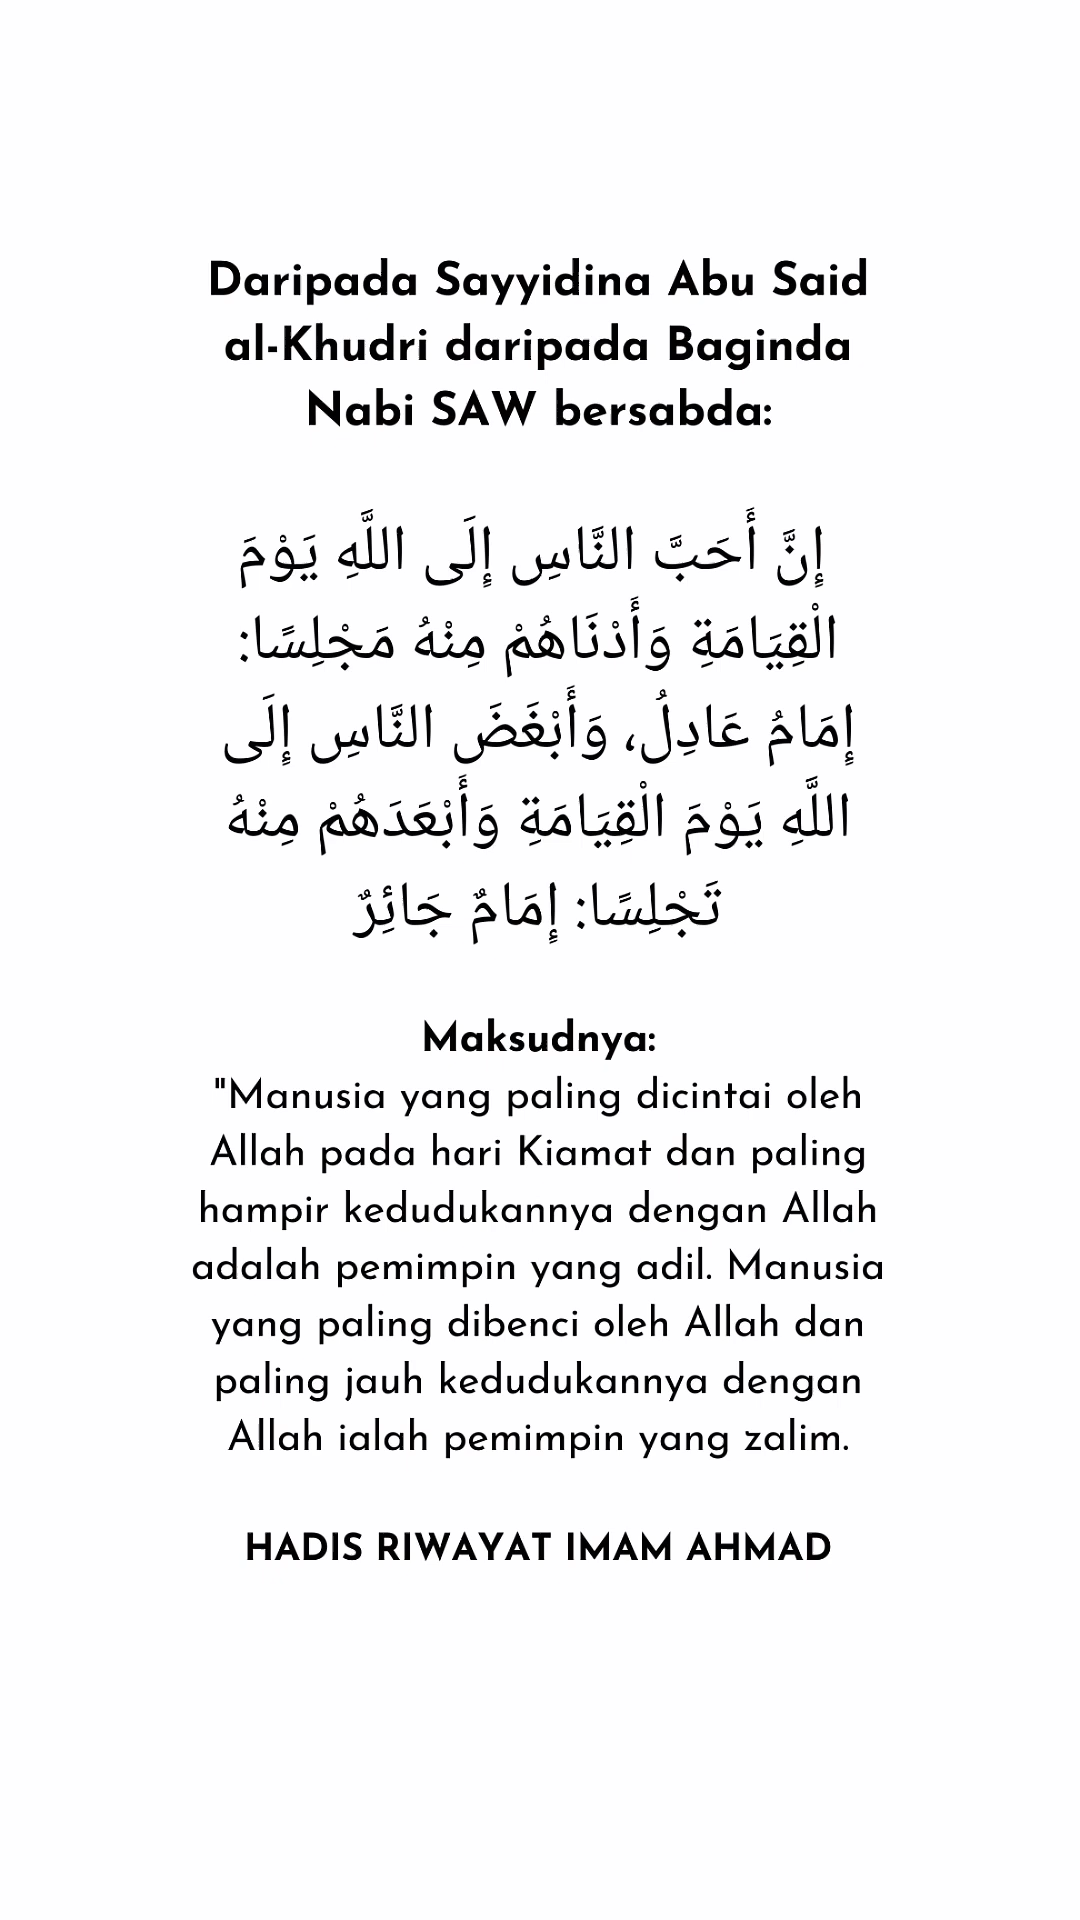 Daripada Sayyidina Abu Said
al-Khudri daripada Baginda
Nabi SAW bersabda:
إِنَّ أَحَبَّ النَّاسِ إِلَى اللَّهِ يَوْمَ
الْقِيَامَةِ وَأَدْنَاهُمْ مِنْهُ مَجْلِسًا:
إِمَامُ عَادِلُ، وَأَبْغَضَ النَّاسِ إِلَى
اللَّهِ يَوْمَ الْقِيَامَةِ وَأَبْعَدَهُمْ مِنْهُ
تَجْلِسًا: إِمَامٌ جَائِرٌ
Maksudnya:
"Manusia yang paling dicintai oleh
Allah pada hari Kiamat dan paling
hampir kedudukannya dengan Allah
adalah pemimpin yang adil. Manusia
yang paling dibenci oleh Allah dan
paling jauh kedudukannya dengan
Allah ialah pemimpin yang zalim.
HADIS RIWAYAT IMAM AHMAD